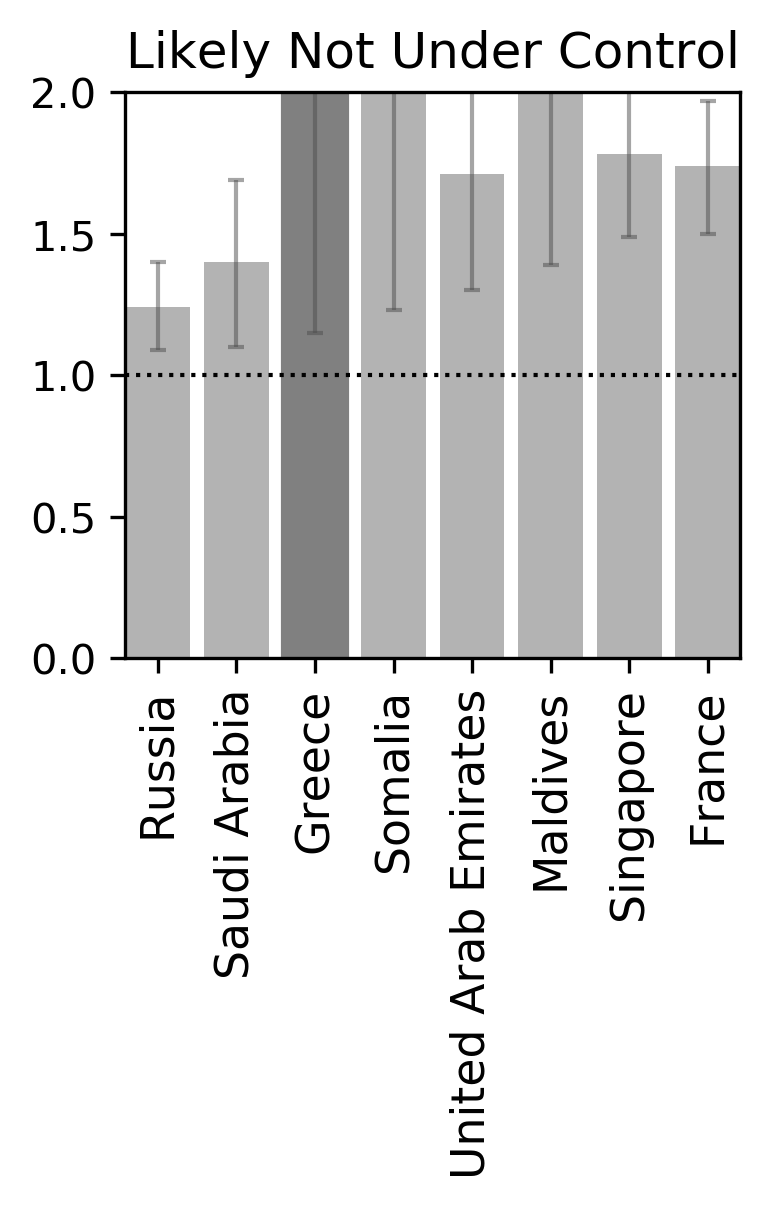 Likely Not Under Control
2.0
1.5
1.0
0.5
0.0
Russia
Saudi Arabia
Greece
Somalia
United Arab Emirates
Maldives
Singapore
France